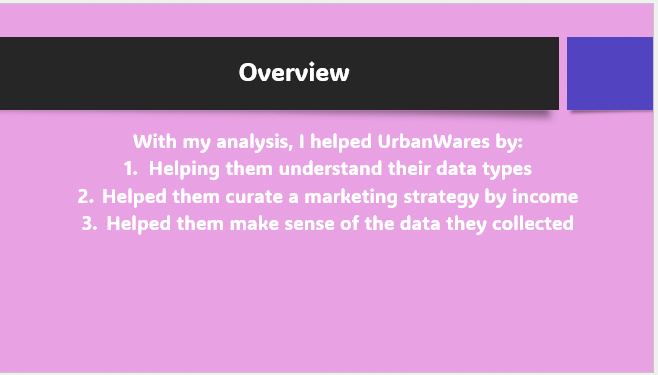 Overview
With my analysis, I helped UrbanWares by:
1. Helping them understand their data types
2. Helped them curate a marketing strategy by income
3. Helped them make sense of the data they collected